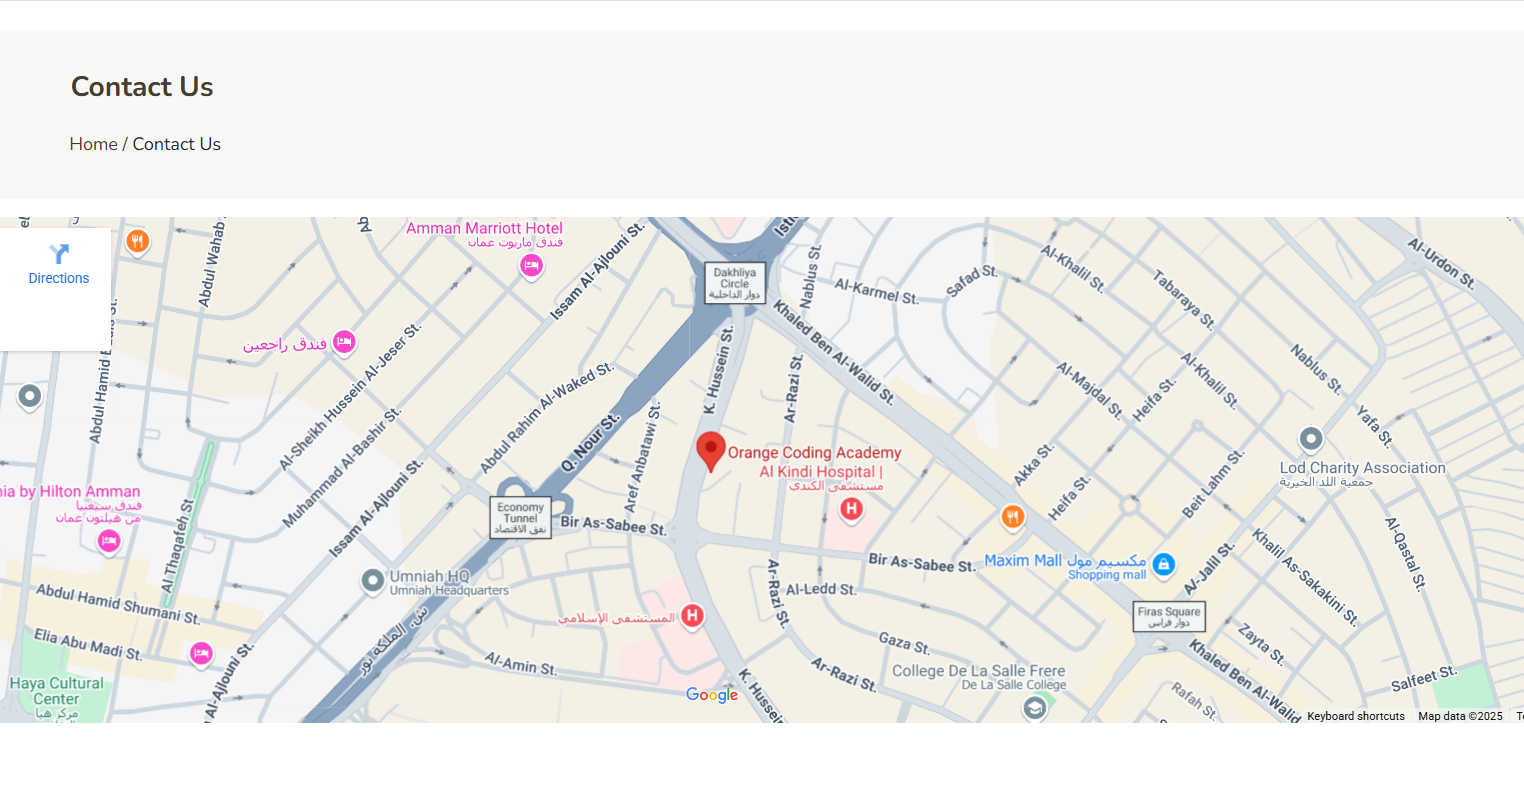 Contact Us
Home / Contact Us
Directions
Amman Marriott Hotel
فندق ماريوت عمان
Abdul Wahab
Issam Al-Ajlouni St.
Dakhliya
Circle
دوار الداخلية
Nablus St.
Al-Karmel St.
Safad St.
Al-Khalil St.
Tabaraya St.
Al-Urdon St.
فندق راجعين
Al-Sheikh Hussein Al-Jeser St.
Abdul Rahim Al-Waked St.
K. Hussein St.
Khaled Ben Al-Walid St.
Ar-Razi St.
Al-Majdal St.
Heifa St.
Al-Khalil St.
Nablus St.
Yafa St.
Abdul Hamid
Muhammad Al-Bashir St.
Q. Nour St.
Aref Anbatawi St.
Orange Coding Academy
Al Kindi Hospital |
مستشفى الكندي
Akka St.
Heifa St.
Beit Lahm St.
Lod Charity Association
جمعية اللد الخيرية
by Hilton Amman
فندق سيغنيا
من هيلتون عمان
Al Thaqafeh St
Issam Al-Ajlouni St.
Economy
Tunnel
نفق الاقتصاد
Bir As-Sabee St.
Bir As-Sabee St.
Maxim Mall مكسيم مول
Shopping mall
Al-Jalil St.
Khalil As-Sakakini St.
Al-Qastal St.
Umniah HQ
Umniah Headquarters
Al-Ledd St.
Ar-Razi St.
المستشفى الإسلامي
Firas Square
دوار فراس
Abdul Hamid Shumani St.
Elia Abu Madi St.
Al-Ajlouni St.
ش. الملكة نور
Al-Amin St.
Gaza St.
Ar-Razi St.
College De La Salle Frere
De La Salle College
Zayta St.
Khaled Ben Al-Walid
Rafah St.
Salfeet St.
Haya Cultural
Center
مركز هيا
Google
K. Hussein
Keyboard shortcuts
Map data ©2025